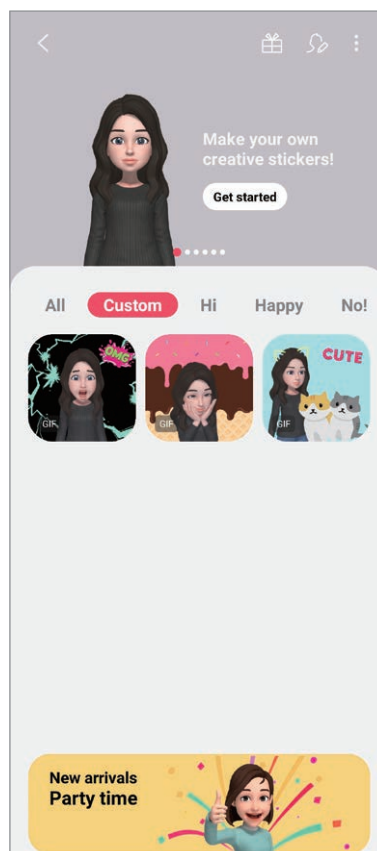 Make your own
creative stickers!
Get started
All Custom Hi Happy No!
OMG
CUTE
GIF
GIF
GIF
New arrivals
Party time